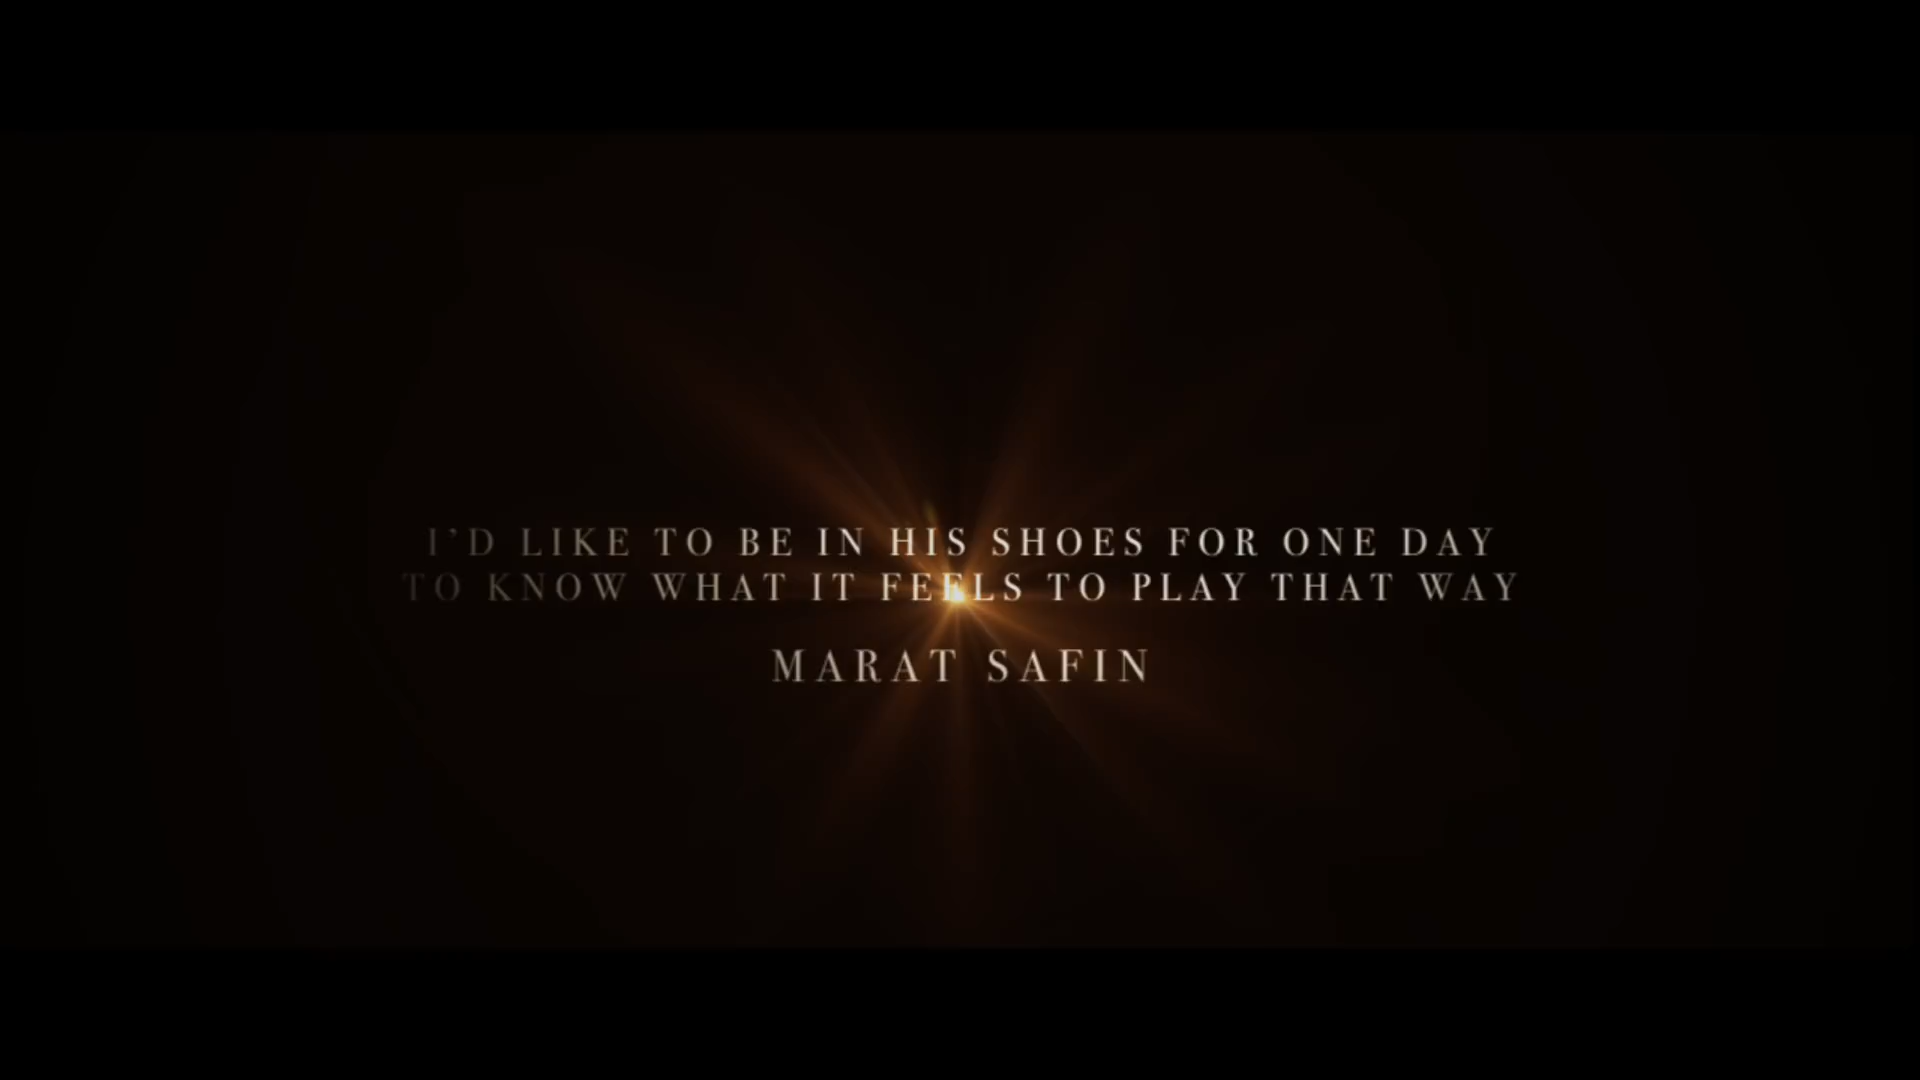 I'D LIKE TO BE IN HIS SHOES FOR ONE DAY
TO KNOW WHAT IT FEELS TO PLAY THAT WAY
MARAT SAFIN